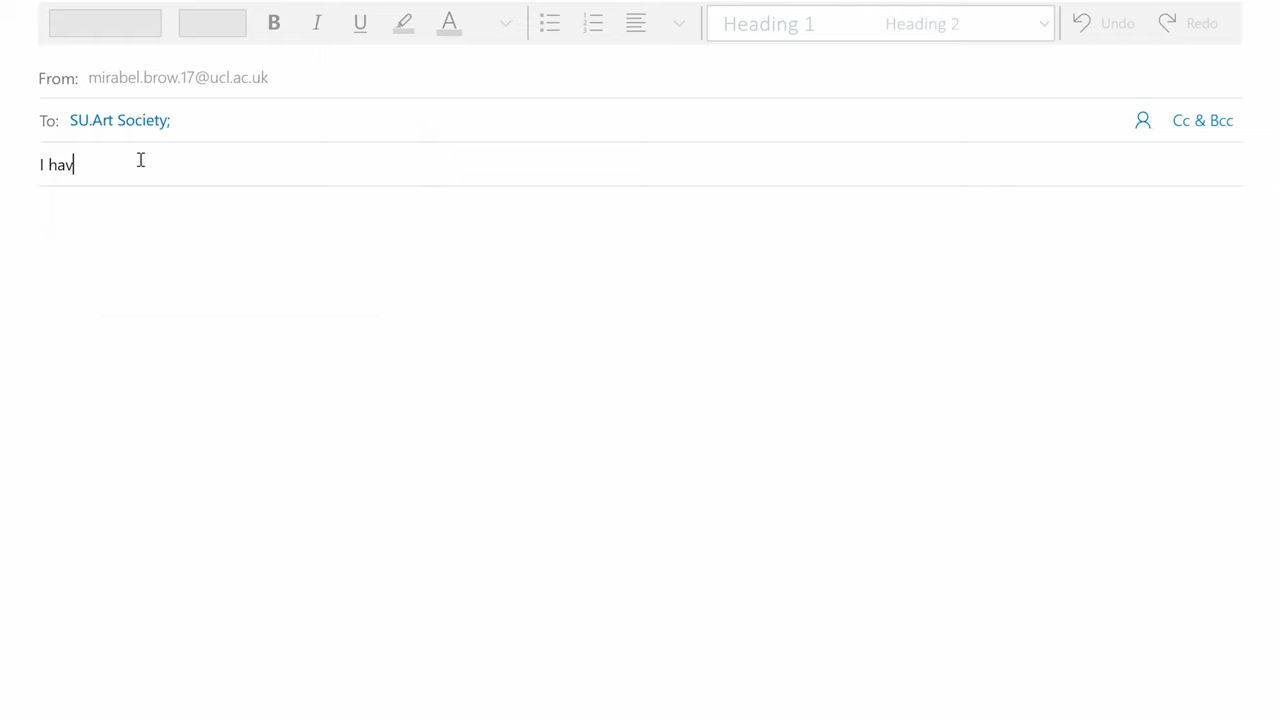 B I U A Heading 1 Heading 2 Undo Redo
From: mirabel.brow.17@ucl.ac.uk
To: SU.Art Society; Cc & Bcc
I hav